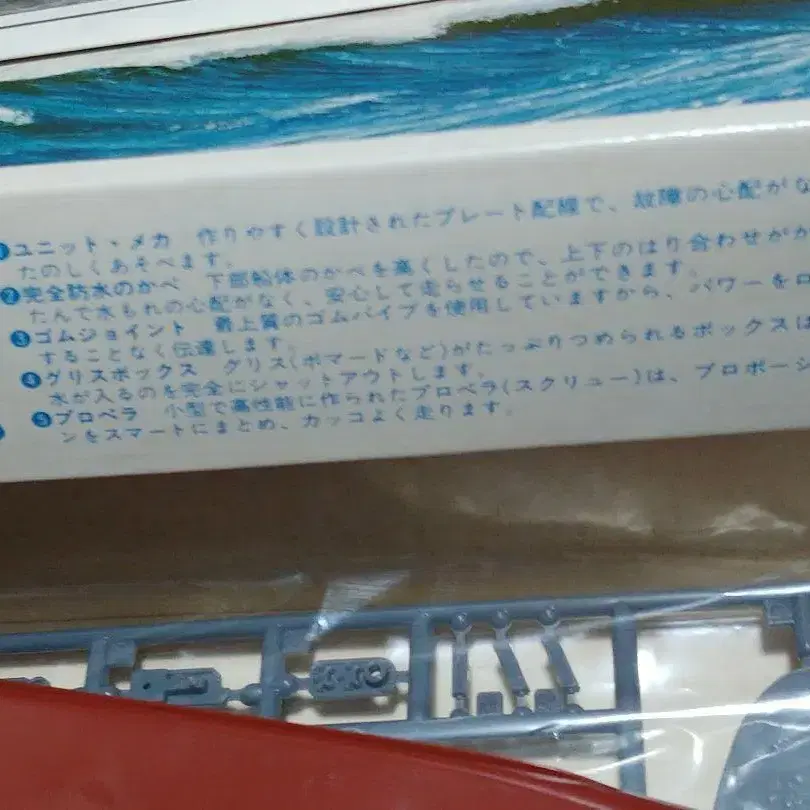 ❶ユニット・メカ 作りやすく設計されたプレート配線で、故障の心配がな
たのしくあそべます。
❷完全防水のかべ 下部船体のかべを高くしたので、上下のはり合わせがか
たんで水もれの心配がなく、安心して走らせることができます。
❸ゴムジョイント 最上質のゴムパイプを使用していますから、パワーをロ
することなく伝達します。
❹グリスボックス グリス(ポマードなど)がたっぷりつめられるボックスは
水が入るのを完全にシャットアウトします。
❺プロペラ 小型で高性能に作られたプロペラ(スクリュー)は、プロポーシ
ンをスマートにまとめ、カッコよく走ります。